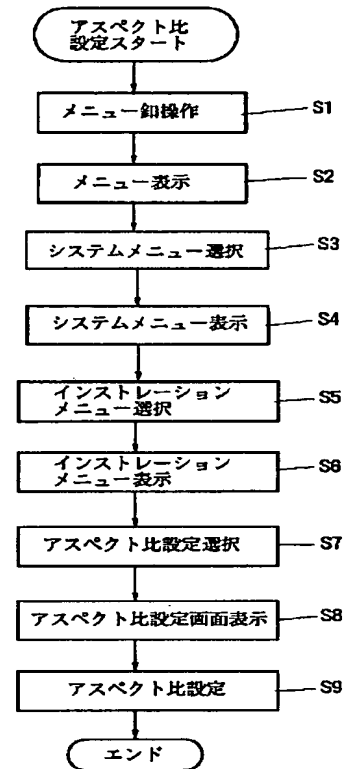 アスペクト比
設定スタート
メニュー釦操作
S1
メニュー表示
S2
システムメニュー選択
S3
システムメニュー表示
S4
インストレーション
メニュー選択
S5
インストレーション
メニュー表示
S6
アスペクト比設定選択
S7
アスペクト比設定画面表示
S8
アスペクト比設定
S9
エンド